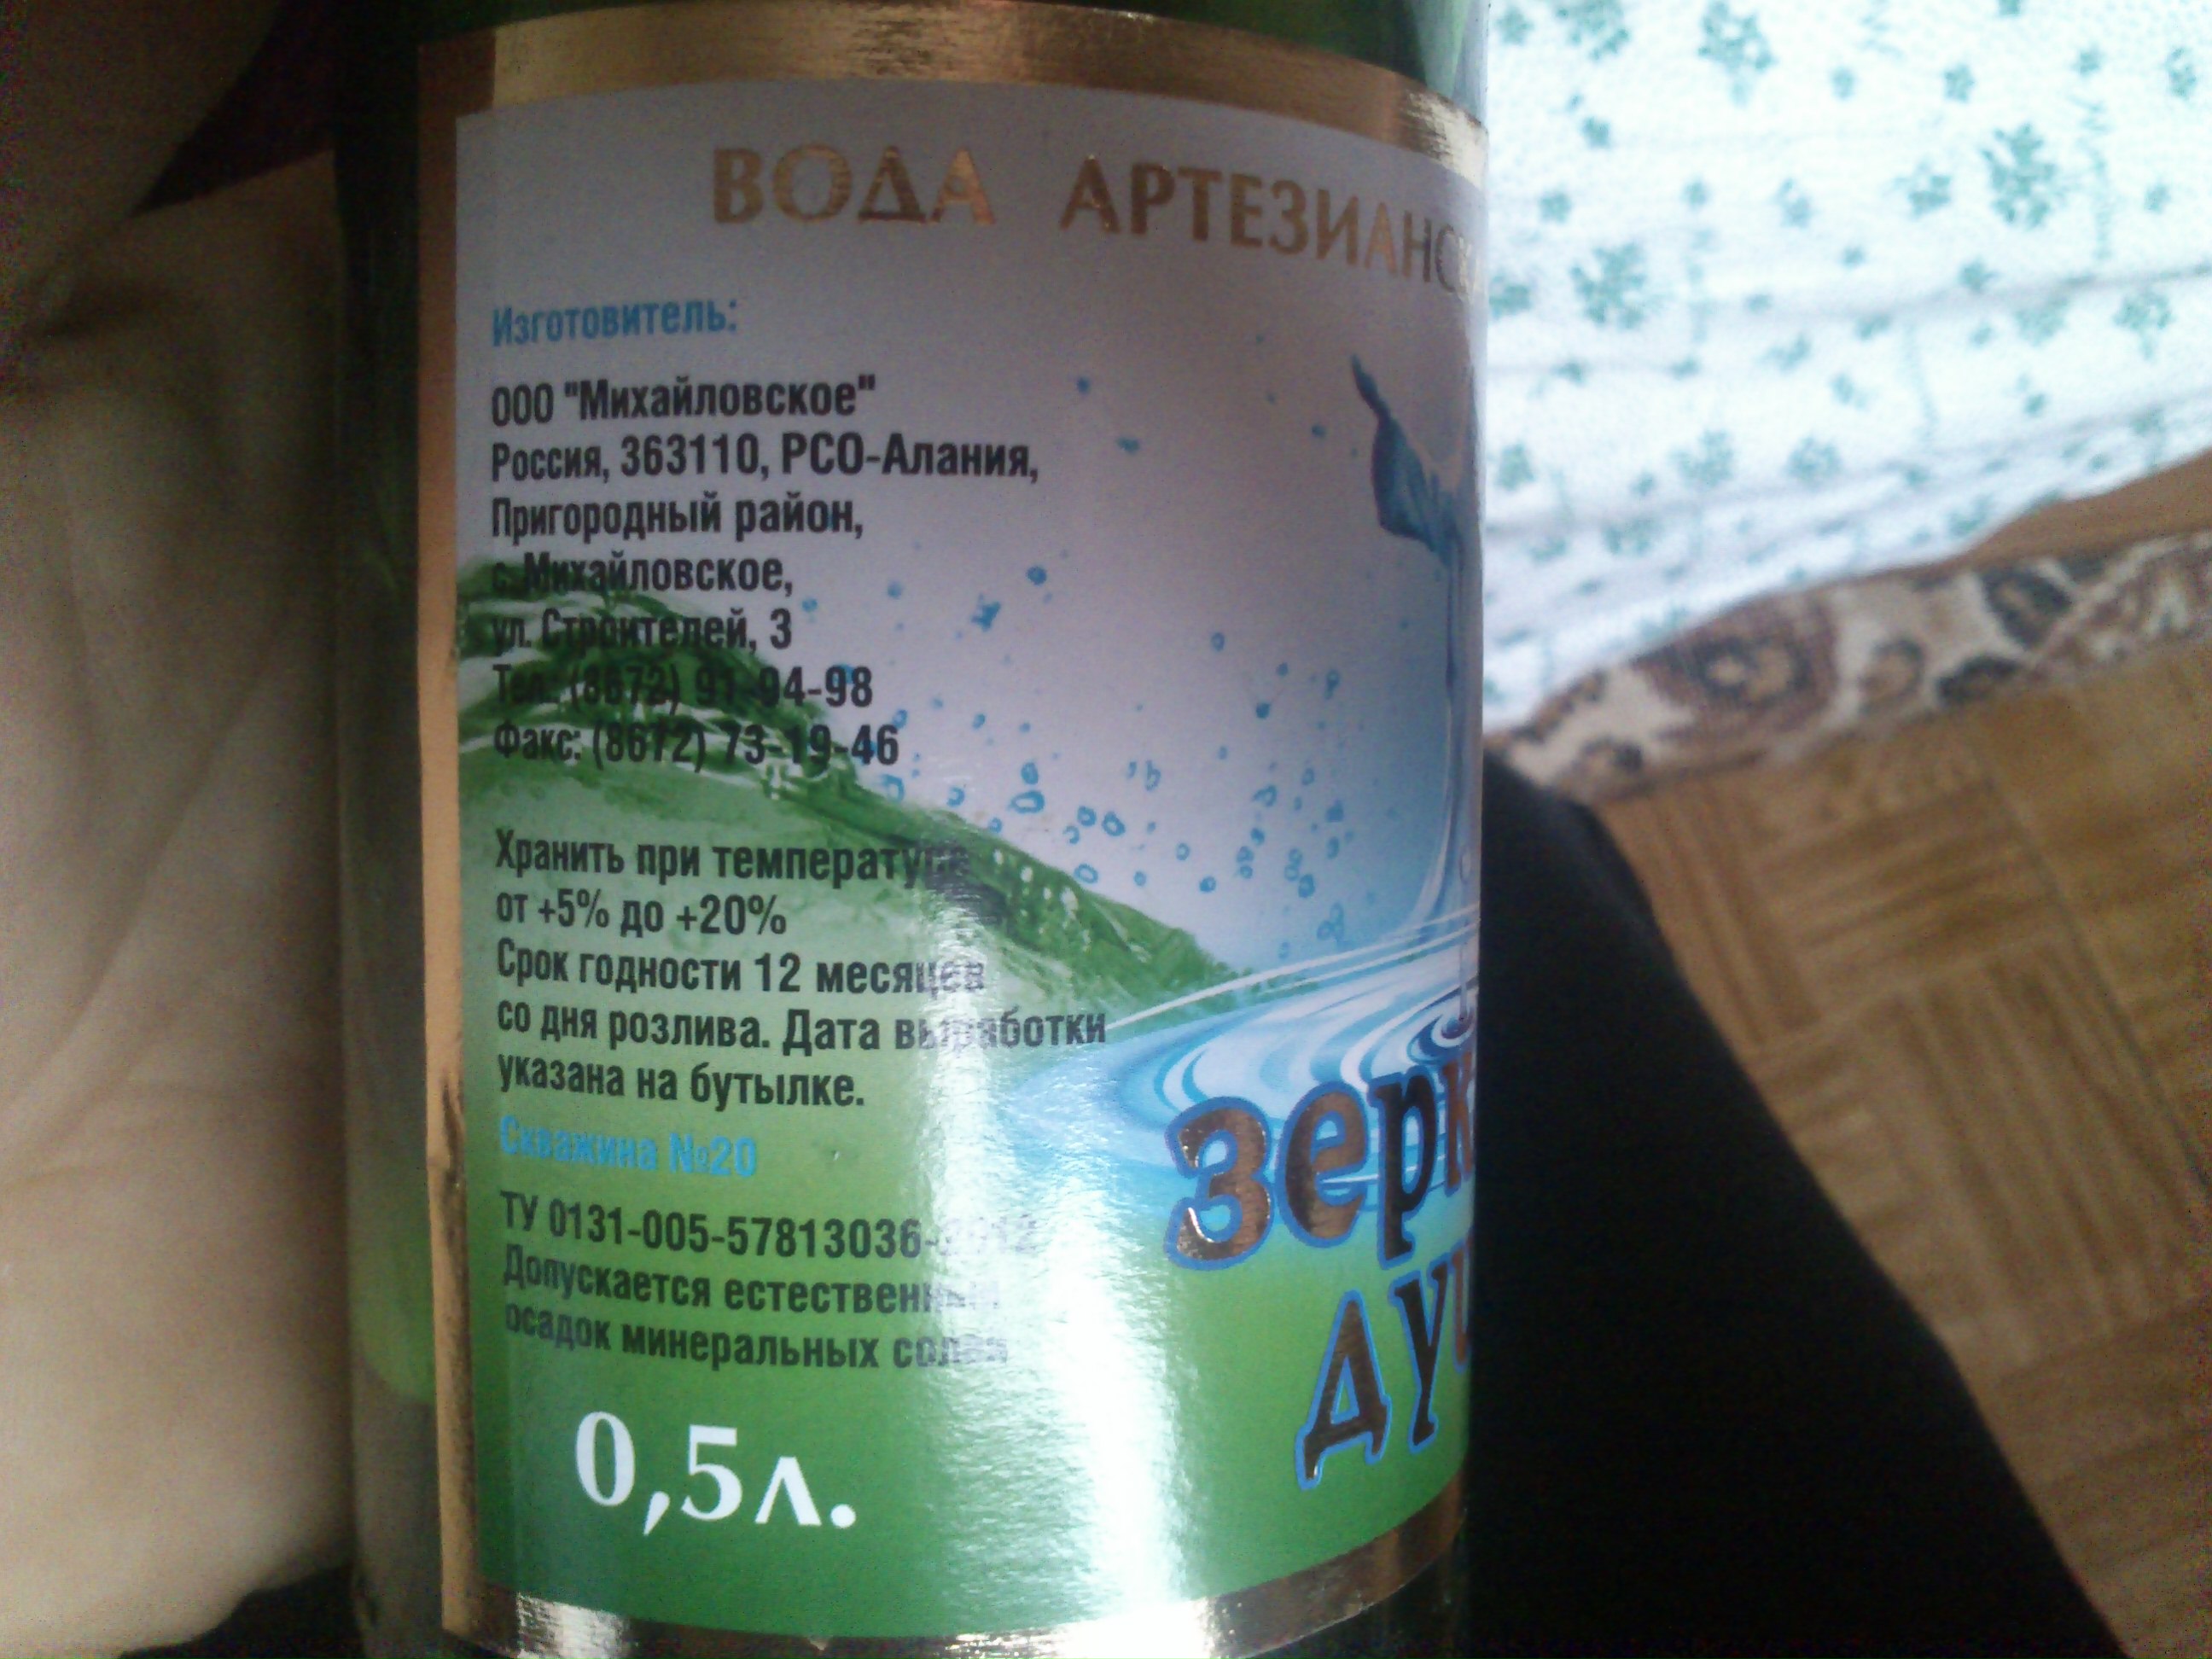 ВОДА АРТЕЗИАНСК
Изготовитель:
ООО "Михайловское"
Россия, 363110, РСО-Алания,
Пригородный район,
с. Михайловское,
ул. Строителей, 3
Тел.: (8672) 91-94-98
Факс: (8672) 73-19-46
Хранить при температуре
от +5% до +20%
Срок годности 12 месяцев
со дня розлива. Дата выработки
указана на бутылке.
Скважина №20
ТУ 0131-005-57813036-2012
Допускается естественный
осадок минеральных солей
зерк
ду
0,5л.